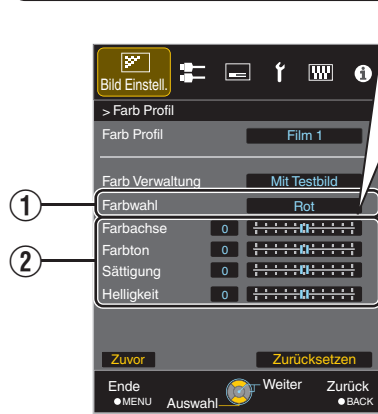 Bild Einstell.
> Farb Profil
Farb Profil Film 1
Farb Verwaltung Mit Testbild
1 Farbwahl Rot
2 Farbachse 0
Farbton 0
Sättigung 0
Helligkeit 0
Zuvor Zurücksetzen
Ende Weiter Zurück
MENU Auswahl BACK